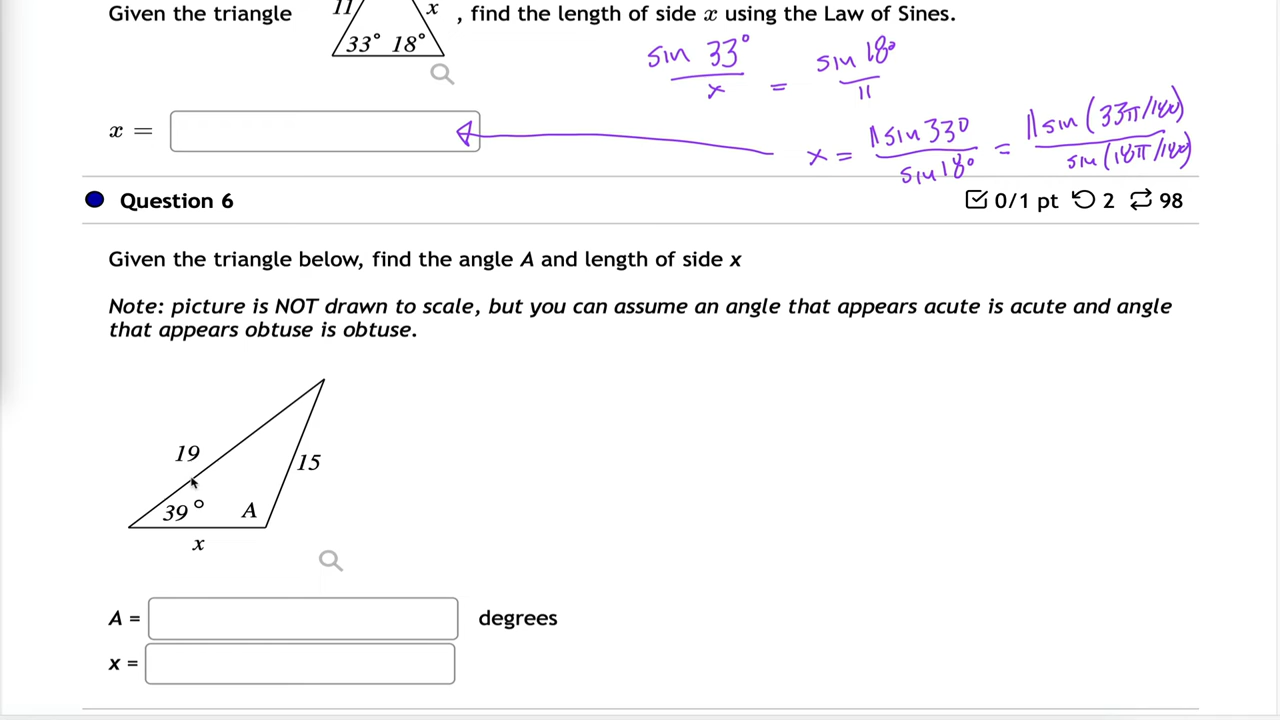 Given the triangle 11 x , find the length of side x using the Law of Sines.
33° 18°
sin 33° / x = sin 18° / 11
x =
x = 11 sin 33° / sin 18° = 11 sin (33π/180) / sin (18π/180)
Question 6 0/1 pt 2 98
Given the triangle below, find the angle A and length of side x
Note: picture is NOT drawn to scale, but you can assume an angle that appears acute is acute and angle
that appears obtuse is obtuse.
19
15
39° A
x
A = degrees
x =